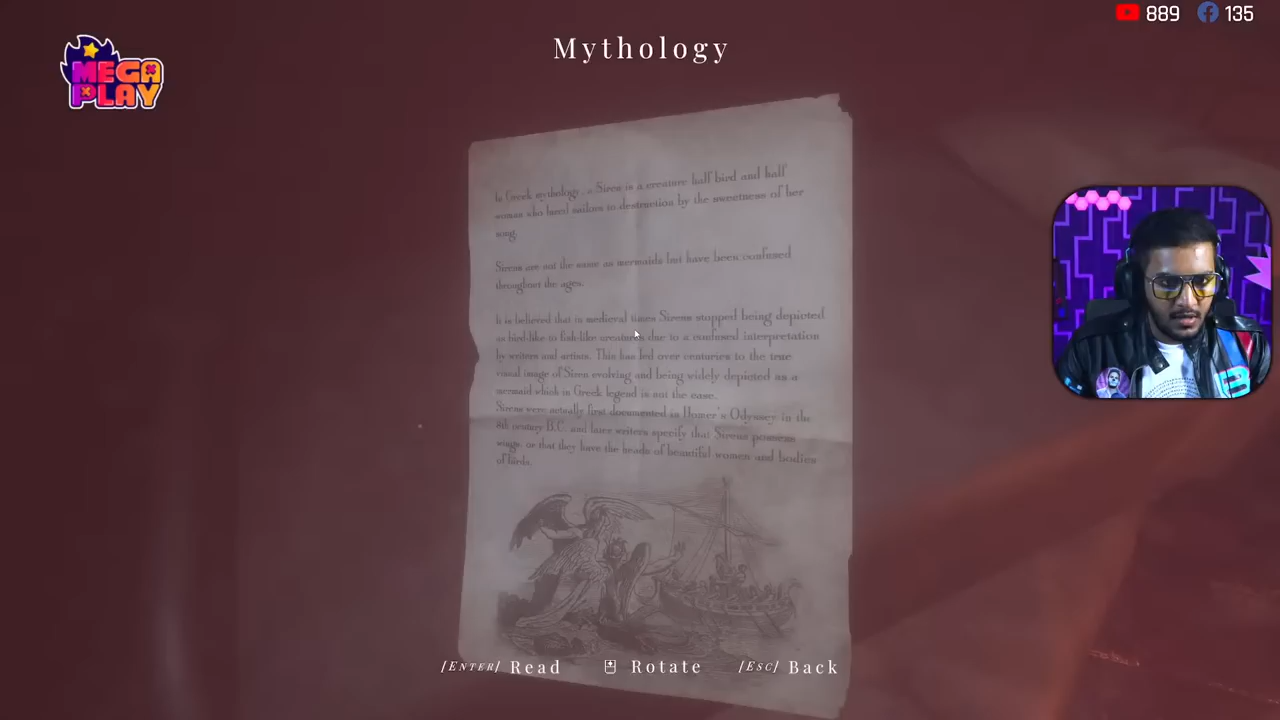 889 135
Mythology
MEGA
PLAY
In Greek mythology, a Siren is a creature half bird and half
woman who lured sailors to destruction by the sweetness of her
song.
Sirens are not the same as mermaids but have been confused
throughout the ages.
It is believed that in medieval times Sirens stopped being depicted
as bird-like to fish-like creatures due to a confused interpretation
by writers and artists. This has led over centuries to the true
visual image of Siren evolving and being widely depicted as a
mermaid which in Greek legend is not the case.
Sirens were actually first documented in Homer's Odyssey in the
8th century B.C. and later writers specify that Sirens possess
wings, or that they have the heads of beautiful women and bodies
of birds.
[ENTER] Read Rotate [ESC] Back